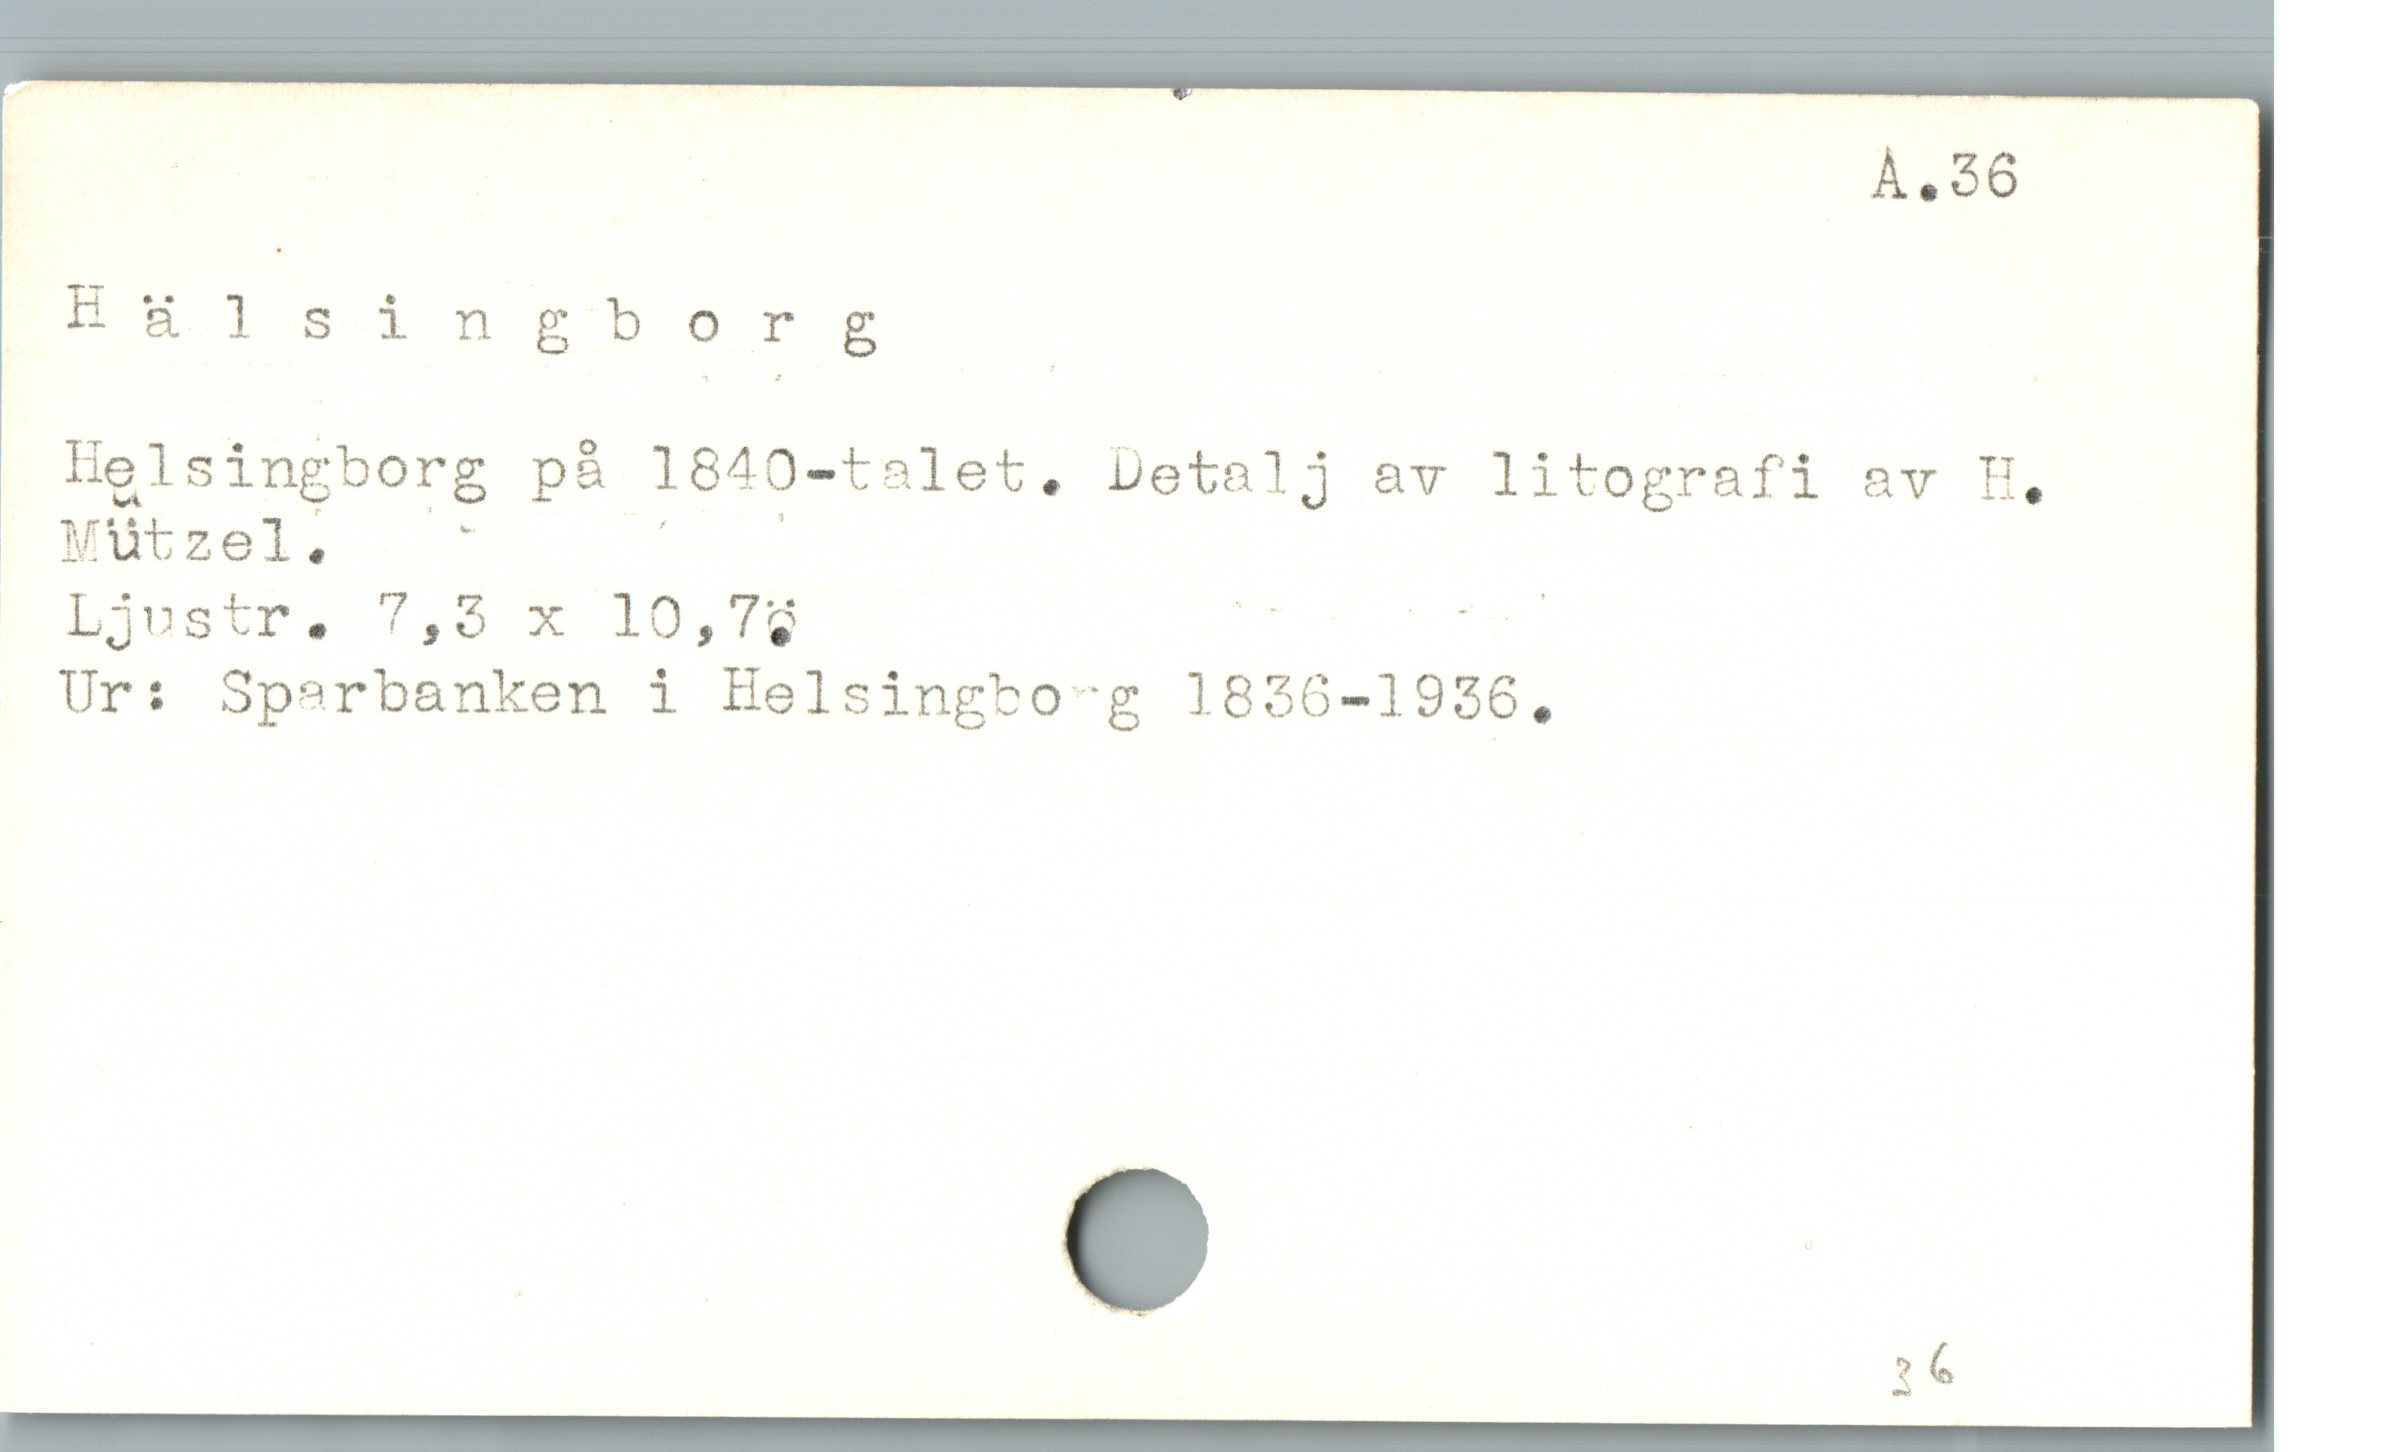 A.36
H ä l s i n g b o r g
Helsingborg på 1840-talet. Detalj av litografi av H.
Mützel.
Ljustr. 7,3 x 10,7.
Ur: Sparbanken i Helsingborg 1836-1936.
36